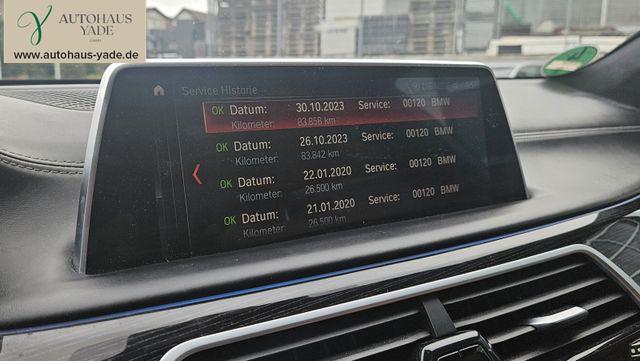 AUTOHAUS
YADE
GmbH
www.autohaus-yade.de
Service Historie
OK Datum: 30.10.2023 Service: 00120 BMW
Kilometer: 83.858 km
OK Datum: 26.10.2023 Service: 00120 BMW
Kilometer: 83.842 km
OK Datum: 22.01.2020 Service: 00120 BMW
Kilometer: 26.500 km
OK Datum: 21.01.2020 Service: 00120 BMW
Kilometer: 26.500 km